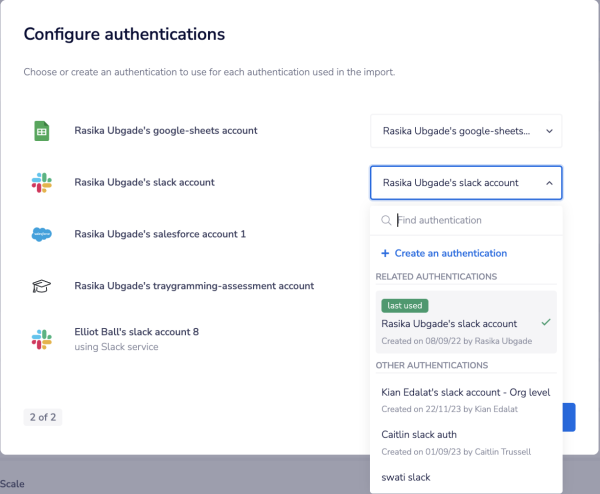 Configure authentications
Choose or create an authentication to use for each authentication used in the import.
Rasika Ubgade's google-sheets account
Rasika Ubgade's google-sheets...
Rasika Ubgade's slack account
Rasika Ubgade's slack account
Find authentication
salesforce
Rasika Ubgade's salesforce account 1
+ Create an authentication
RELATED AUTHENTICATIONS
Rasika Ubgade's traygramming-assessment account
last used
Rasika Ubgade's slack account
Created on 08/09/22 by Rasika Ubgade
Elliot Ball's slack account 8
using Slack service
OTHER AUTHENTICATIONS
Kian Edalat's slack account - Org level
Created on 22/11/23 by Kian Edalat
2 of 2
Caitlin slack auth
Created on 01/09/23 by Caitlin Trussell
swati slack
Scale